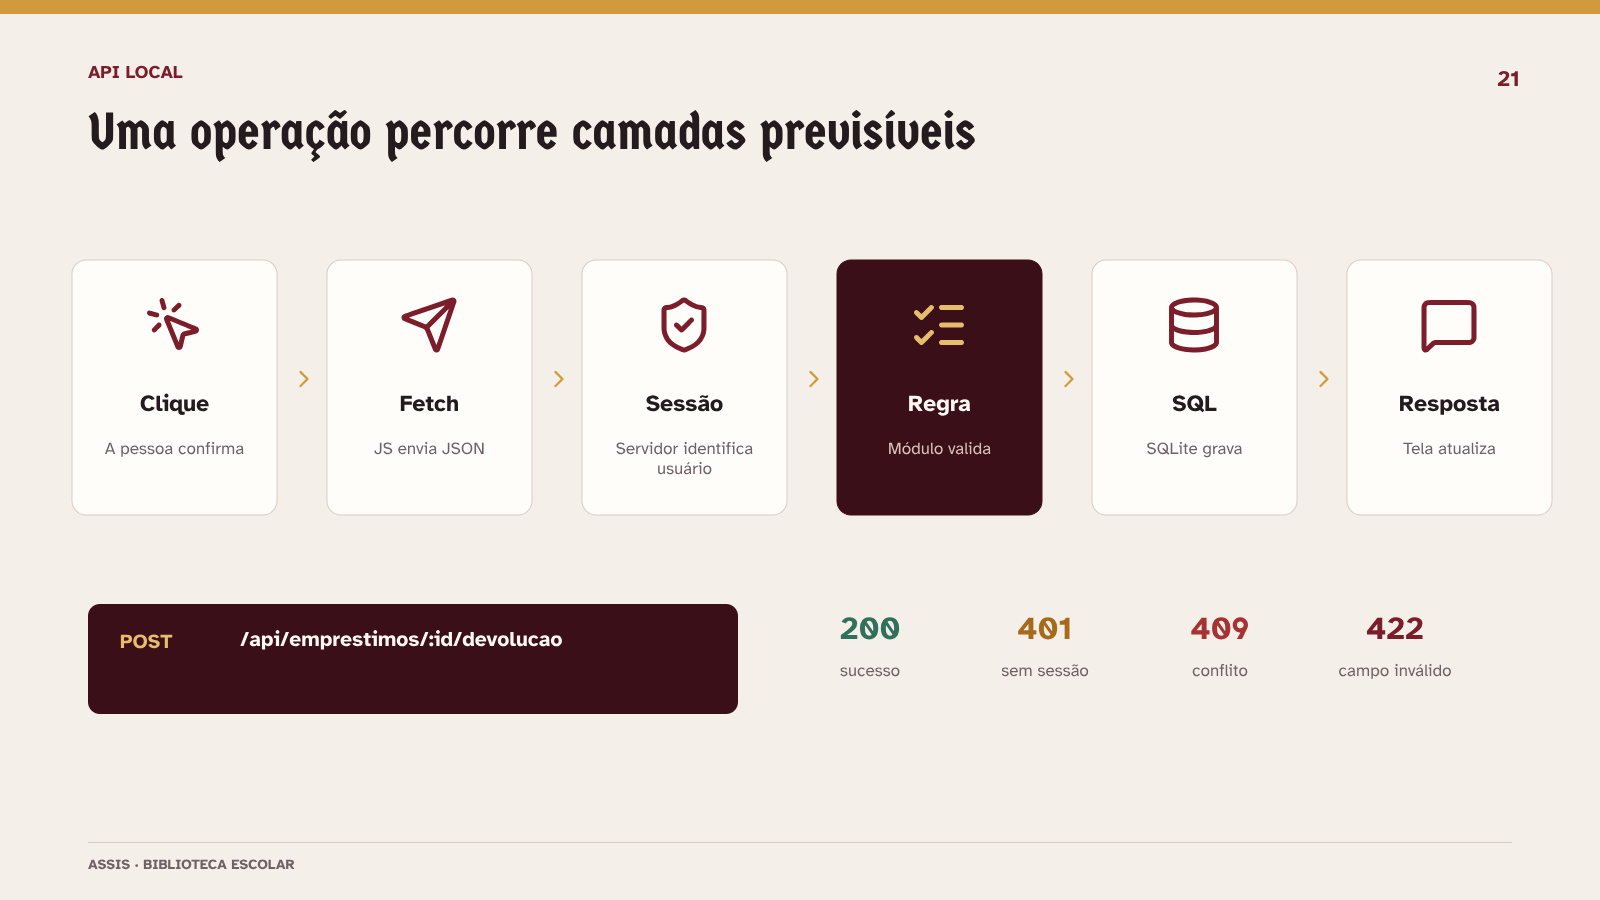 API LOCAL
21
Uma operação percorre camadas previsíveis
Clique
A pessoa confirma
Fetch
JS envia JSON
Sessão
Servidor identifica
usuário
Regra
Módulo valida
SQL
SQLite grava
Resposta
Tela atualiza
POST /api/emprestimos/:id/devolucao
200
sucesso
401
sem sessão
409
conflito
422
campo inválido
ASSIS · BIBLIOTECA ESCOLAR